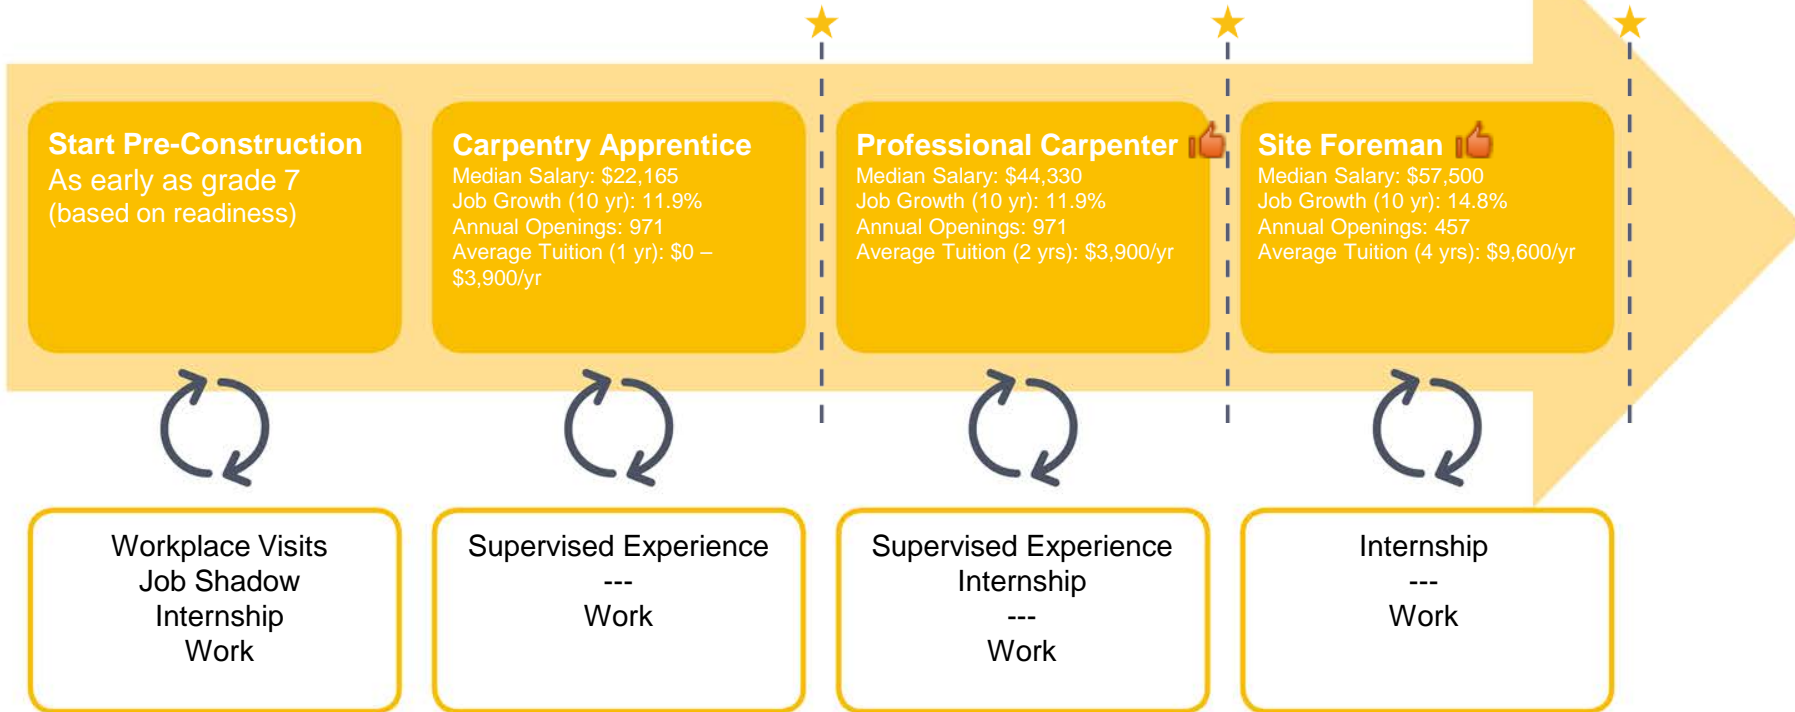 Start Pre-Construction
As early as grade 7
(based on readiness)
Carpentry Apprentice
Median Salary: $22,165
Job Growth (10 yr): 11.9%
Annual Openings: 971
Average Tuition (1 yr): $0 –
$3,900/yr
Professional Carpenter
Median Salary: $44,330
Job Growth (10 yr): 11.9%
Annual Openings: 971
Average Tuition (2 yrs): $3,900/yr
Site Foreman
Median Salary: $57,500
Job Growth (10 yr): 14.8%
Annual Openings: 457
Average Tuition (4 yrs): $9,600/yr
Workplace Visits
Job Shadow
Internship
Work
Supervised Experience
---
Work
Supervised Experience
Internship
---
Work
Internship
---
Work